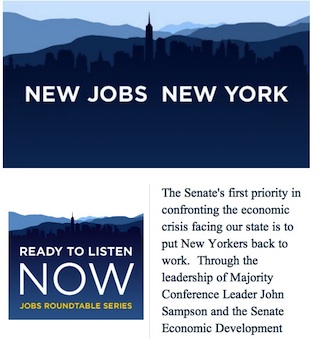 NEW JOBS NEW YORK
READY TO LISTEN
NOW
JOBS ROUNDTABLE SERIES
The Senate's first priority in
confronting the economic
crisis facing our state is to
put New Yorkers back to
work. Through the
leadership of Majority
Conference Leader John
Sampson and the Senate
Economic Development